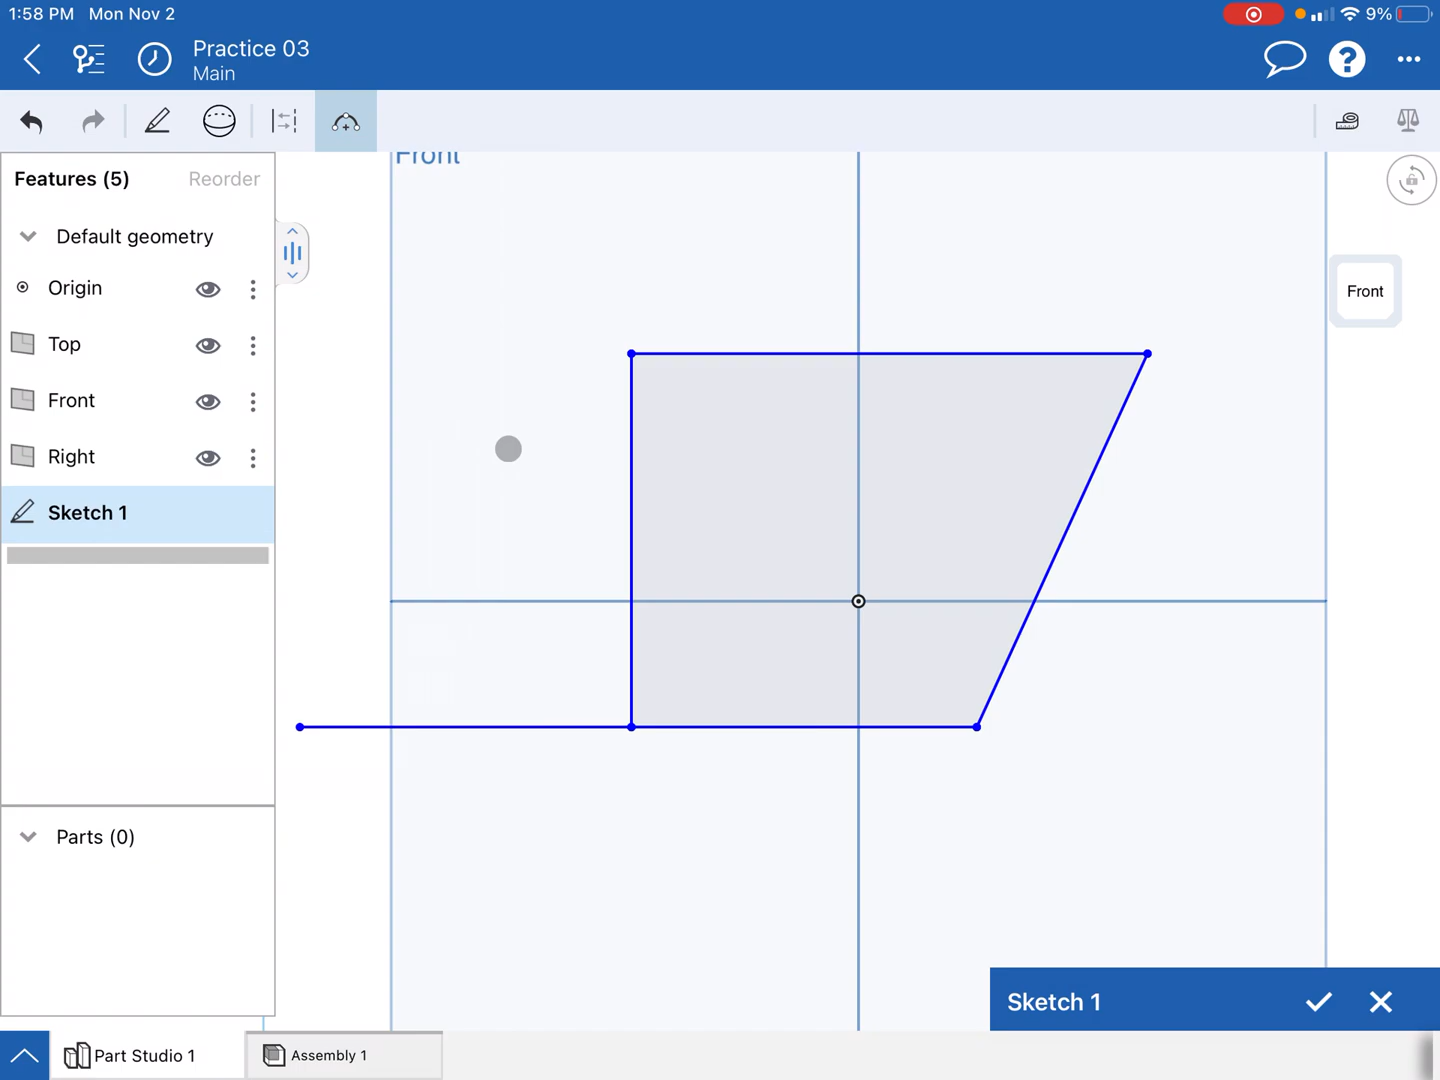 1:58 PM Mon Nov 2
9%
Practice 03
Main
?
Features (5)
Reorder
Front
Default geometry
Origin
Top
Front
Right
Sketch 1
Front
Parts (0)
Sketch 1
Part Studio 1
Assembly 1